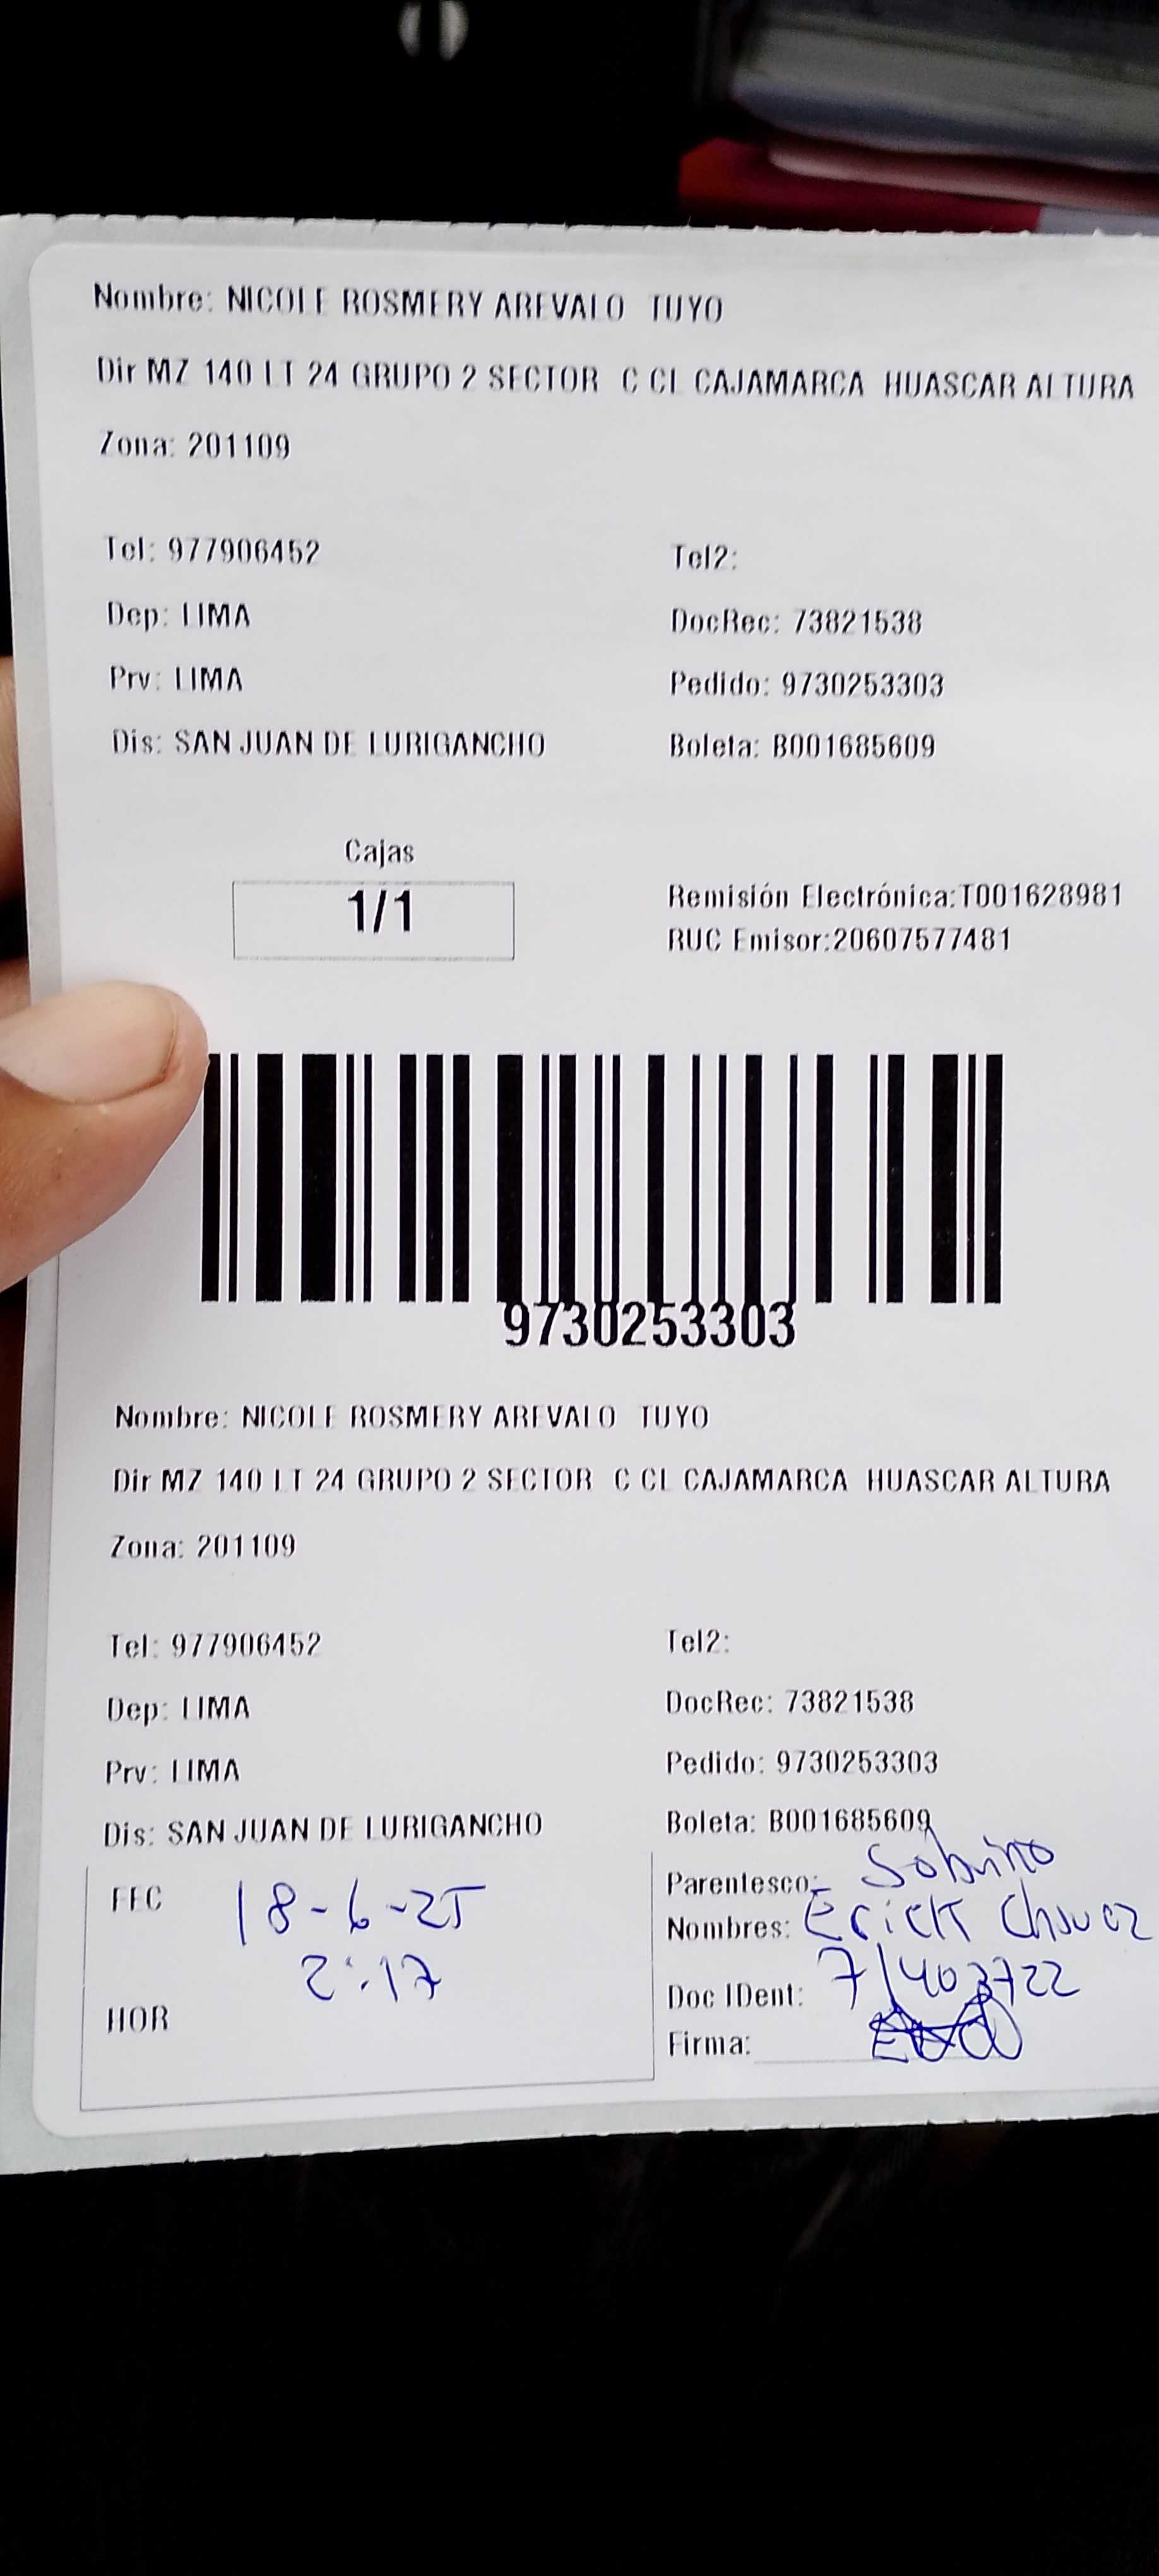 Nombre: NICOLE ROSMERY AREVALO TUYO
Dir MZ 140 LT 24 GRUPO 2 SECTOR C CL CAJAMARCA HUASCAR ALTURA
Zona: 201109
Tel: 977906452 Tel2:
Dep: LIMA DocRec: 73821538
Prv: LIMA Pedido: 9730253303
Dis: SAN JUAN DE LURIGANCHO Boleta: B001685609
Cajas
1/1
Remisión Electrónica:T001628981
RUC Emisor:20607577481
9730253303
Nombre: NICOLE ROSMERY AREVALO TUYO
Dir MZ 140 LT 24 GRUPO 2 SECTOR C CL CAJAMARCA HUASCAR ALTURA
Zona: 201109
Tel: 977906452 Tel2:
Dep: LIMA DocRec: 73821538
Prv: LIMA Pedido: 9730253303
Dis: SAN JUAN DE LURIGANCHO Boleta: B001685609
FEC 18-6-25
2:17
HOR
Parentesco: Sobrino
Nombres: Erick Chavez
Doc IDent: 71403722
Firma: